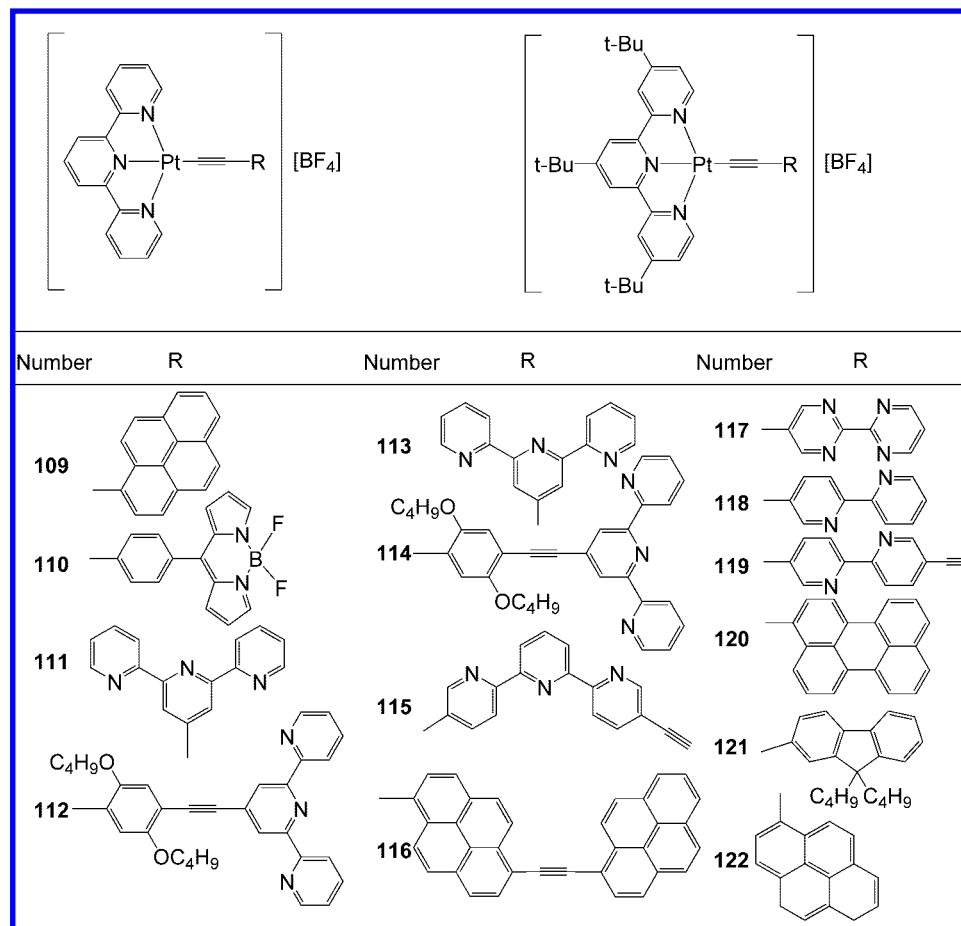 t-Bu
N N
N Pt R [BF₄] t-Bu N Pt R [BF₄]
N N
t-Bu
Number R Number R Number R
109
110 N B F
N F
111 N N N
112 C₄H₉O OC₄H₉ N N N
113 N N N
114 C₄H₉O OC₄H₉ N N N
115 N N N
116
117 N N N N
118 N N
119 N N
120
121 C₄H₉ C₄H₉
122